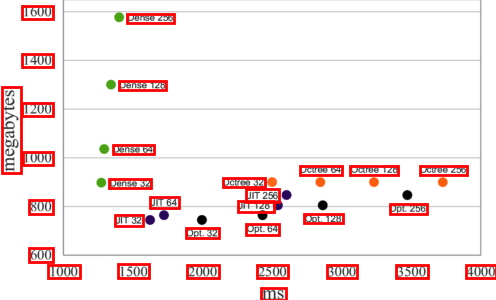 1600
Dense 256
1400
Dense 128
1200
megabytes
Dense 64
1000
Octree 64
Octree 128
Octree 256
Dense 32
Octree 32
JIT 256
JIT 64
800
JIT 128
Opt. 256
JIT 32
Opt. 128
Opt. 32
Opt. 64
600
1000 1500 2000 2500 3000 3500 4000
ms